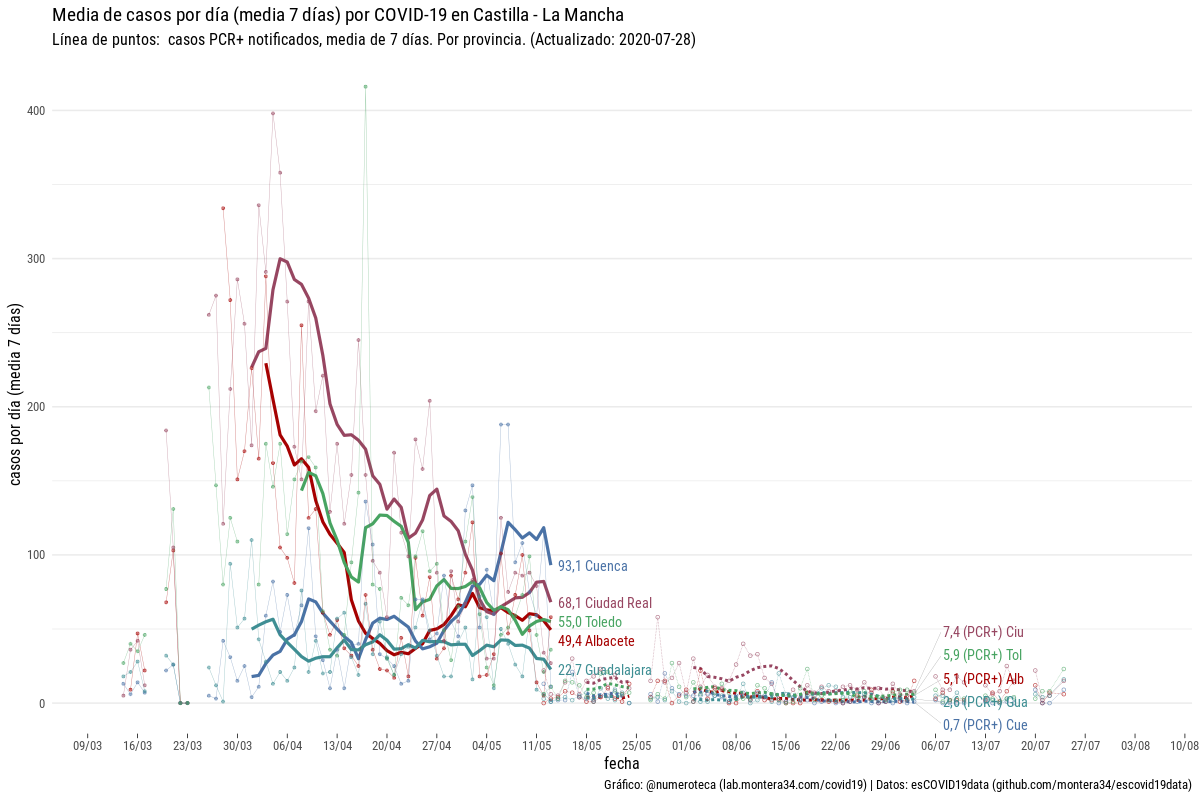 Media de casos por día (media 7 días) por COVID-19 en Castilla - La Mancha
Línea de puntos:  casos PCR+ notificados, media de 7 días. Por provincia. (Actualizado: 2020-07-28)
casos por día (media 7 días)
400
300
200
100
0
93,1 Cuenca
68,1 Ciudad Real
55,0 Toledo
49,4 Albacete
22,7 Guadalajara
7,4 (PCR+) Ciu
5,9 (PCR+) Tol
5,1 (PCR+) Alb
2,6 (PCR+) Gua
0,7 (PCR+) Cue
09/03 16/03 23/03 30/03 06/04 13/04 20/04 27/04 04/05 11/05 18/05 25/05 01/06 08/06 15/06 22/06 29/06 06/07 13/07 20/07 27/07 03/08 10/08
fecha
Gráfico: @numeroteca (lab.montera34.com/covid19) | Datos: esCOVID19data (github.com/montera34/escovid19data)